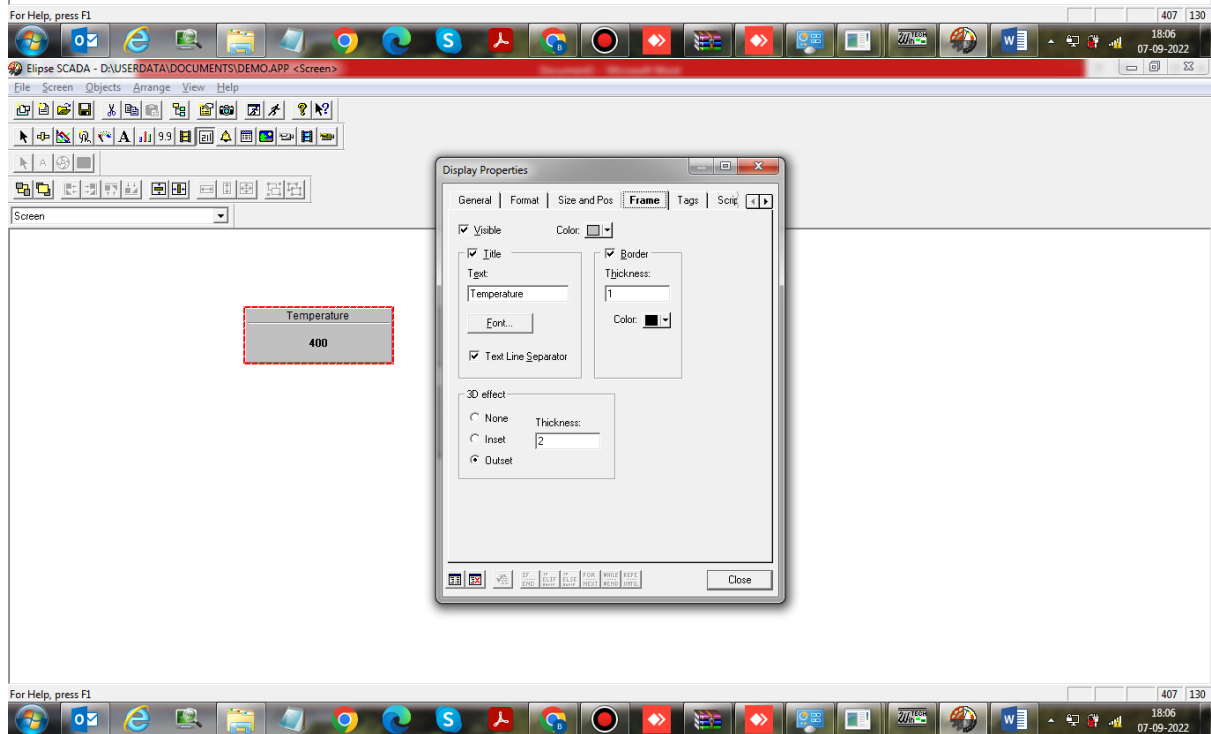 For Help, press F1
407 130
18:06
07-09-2022
Elipse SCADA - D:\USERDATA\DOCUMENTS\DEMO.APP <Screen>
File Screen Objects Arrange View Help
Screen
Display Properties
General Format Size and Pos Frame Tags Scrip
Visible Color:
Title Border
Text: Thickness:
Temperature 1
Font... Color:
Text Line Separator
3D effect
None Thickness:
Inset 2
Outset
Close
Temperature
400
For Help, press F1
407 130
18:06
07-09-2022